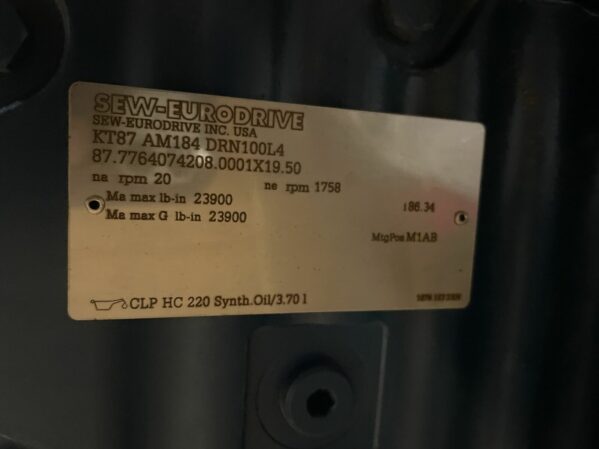 SEW-EURODRIVE
SEW-EURODRIVE INC. USA
KT87 AM184 DRN100L4
87.7764074208.0001X19.50
na rpm 20 ne rpm 1758
Ma max lb-in 23900 i 86.34
Ma max G lb-in 23900
MtgPos M1AB
CLP HC 220 Synth.Oil/3.70 l